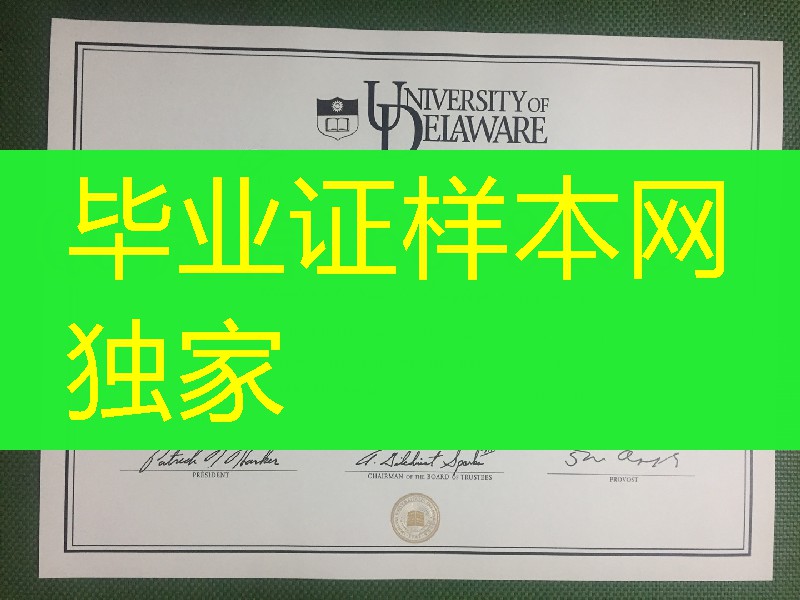 UNIVERSITY OF
DELAWARE
毕业证样本网
独家
PRESIDENT
CHAIRMAN OF THE BOARD OF TRUSTEES
PROVOST